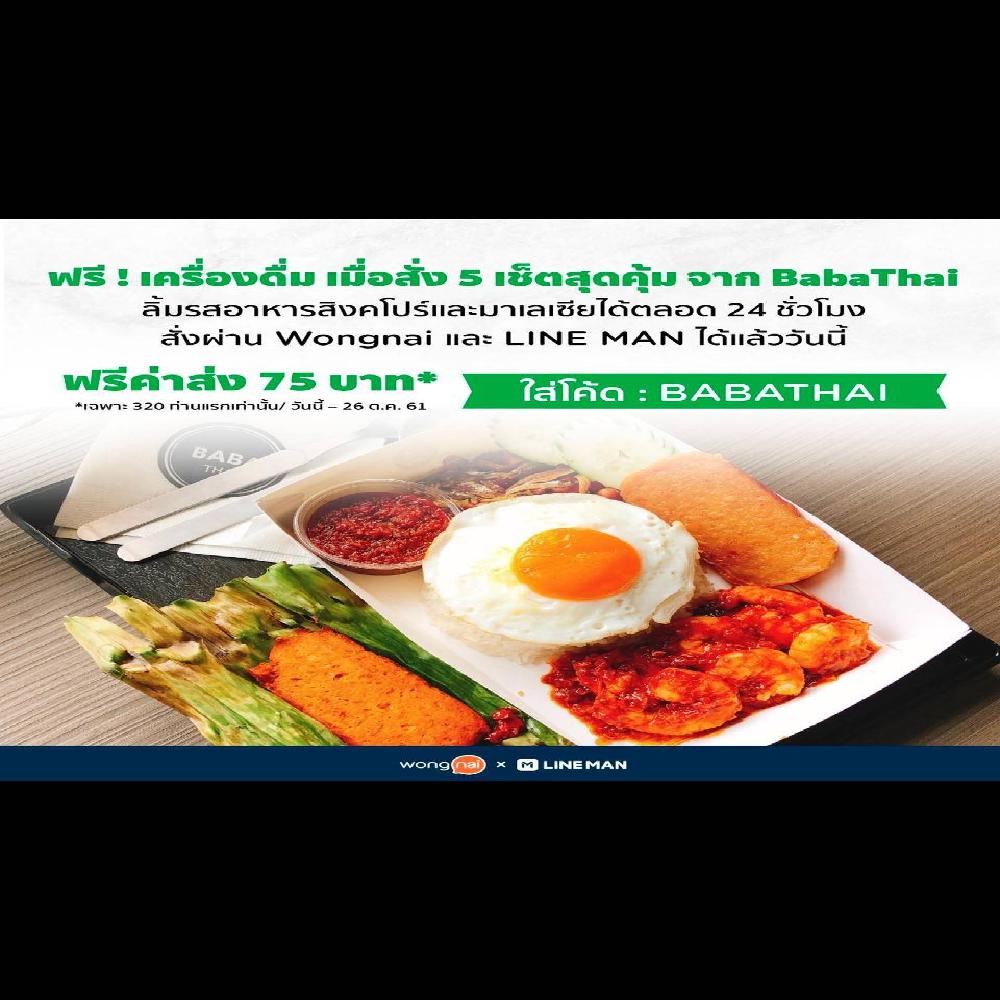 ฟรี ! เครื่องดื่ม เมื่อสั่ง 5 เซ็ตสุดคุ้ม จาก BabaThai
ลิ้มรสอาหารสิงคโปร์และมาเลเซียได้ตลอด 24 ชั่วโมง
สั่งผ่าน Wongnai และ LINE MAN ได้แล้ววันนี้
ฟรีค่าส่ง 75 บาท*
*เฉพาะ 320 ท่านแรกเท่านั้น/ วันนี้ – 26 ต.ค. 61
ใส่โค้ด : BABATHAI
BABA
wongnai × LINE MAN